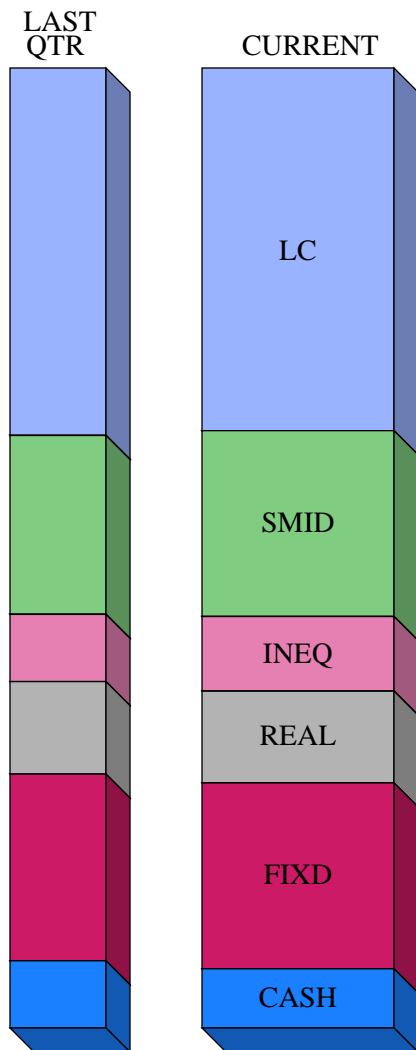 LAST
QTR
CURRENT
LC
SMID
INEQ
REAL
FIXD
CASH